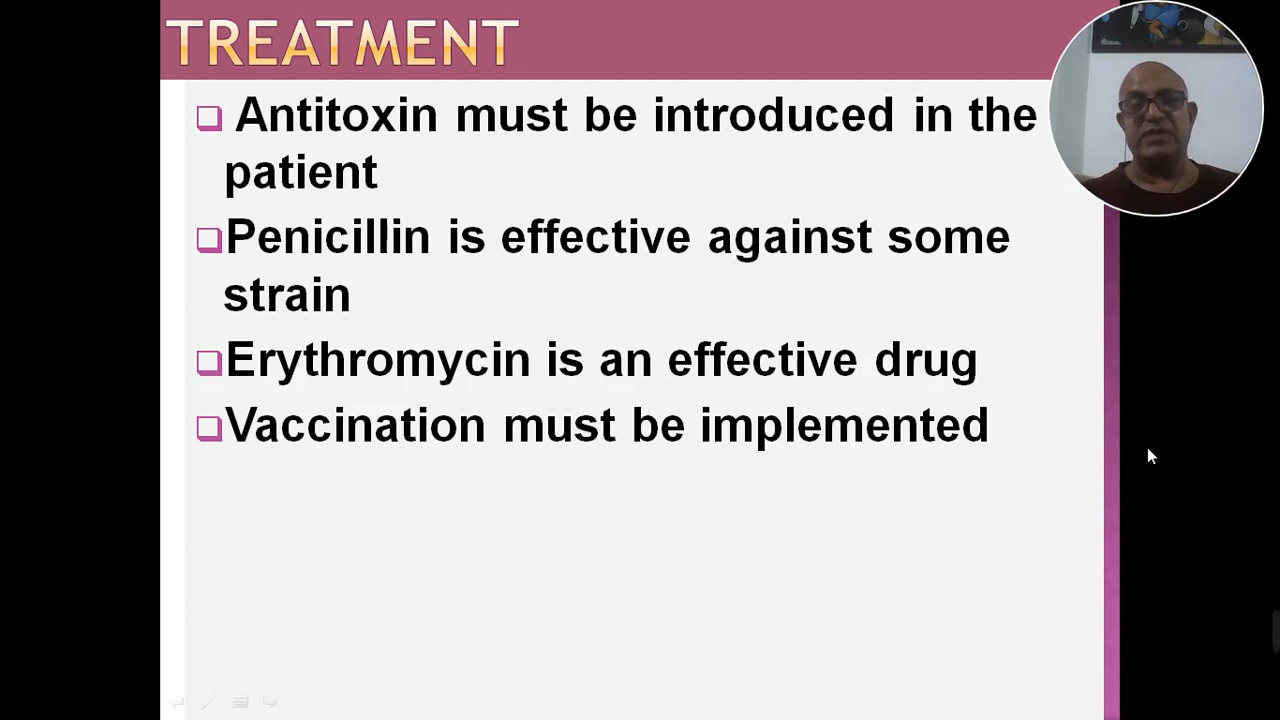 TREATMENT
Antitoxin must be introduced in the
patient
Penicillin is effective against some
strain
Erythromycin is an effective drug
Vaccination must be implemented